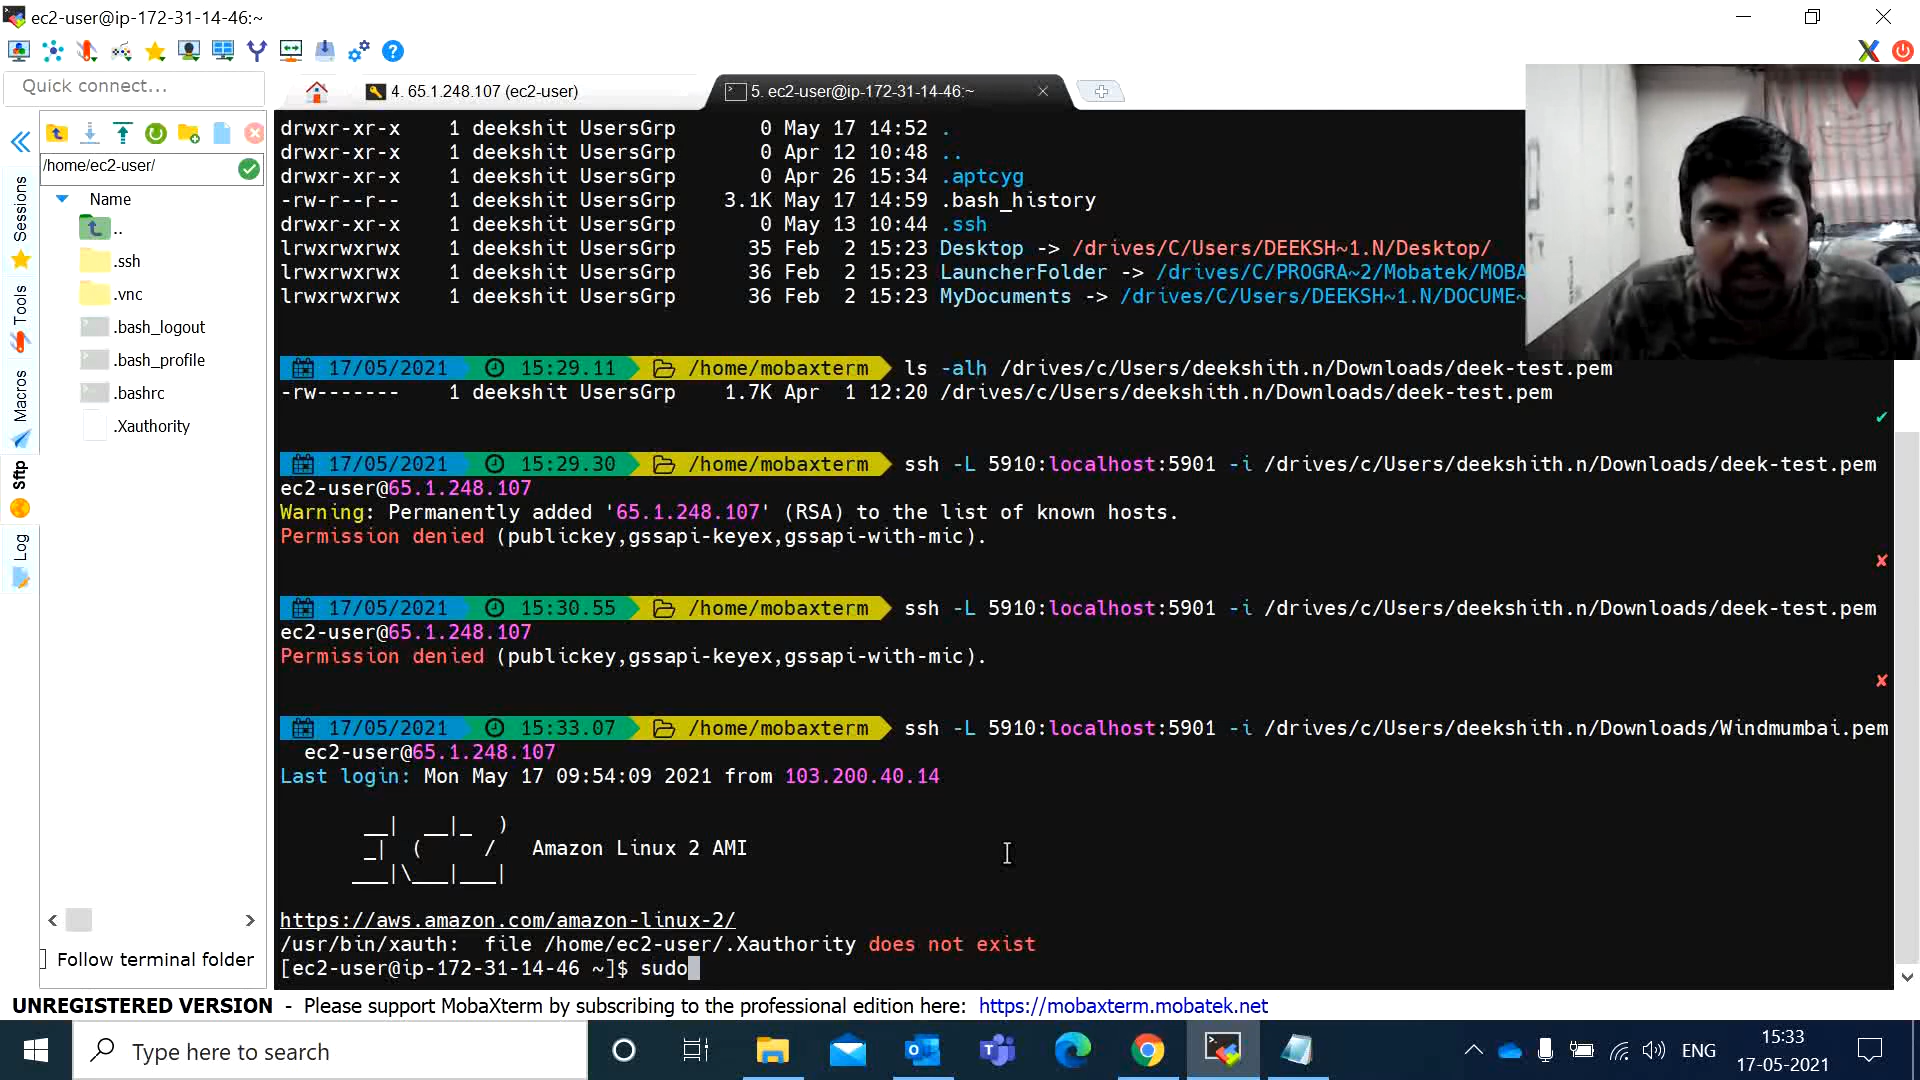 ec2-user@ip-172-31-14-46:~
Quick connect...
4. 65.1.248.107 (ec2-user)
5. ec2-user@ip-172-31-14-46:~
/home/ec2-user/
Name
..
.ssh
.vnc
.bash_logout
.bash_profile
.bashrc
.Xauthority
Follow terminal folder
Sessions
Tools
Macros
Sftp
Log
drwxr-xr-x 1 deekshit UsersGrp 0 May 17 14:52 .
drwxr-xr-x 1 deekshit UsersGrp 0 Apr 12 10:48 ..
drwxr-xr-x 1 deekshit UsersGrp 0 Apr 26 15:34 .aptcyg
-rw-r--r-- 1 deekshit UsersGrp 3.1K May 17 14:59 .bash_history
drwxr-xr-x 1 deekshit UsersGrp 0 May 13 10:44 .ssh
lrwxrwxrwx 1 deekshit UsersGrp 35 Feb 2 15:23 Desktop -> /drives/C/Users/DEEKSH~1.N/Desktop/
lrwxrwxrwx 1 deekshit UsersGrp 36 Feb 2 15:23 LauncherFolder -> /drives/C/PROGRA~2/Mobatek/MOBA
lrwxrwxrwx 1 deekshit UsersGrp 36 Feb 2 15:23 MyDocuments -> /drives/C/Users/DEEKSH~1.N/DOCUME~
17/05/2021 15:29.11 /home/mobaxterm ls -alh /drives/c/Users/deekshith.n/Downloads/deek-test.pem
-rw------- 1 deekshit UsersGrp 1.7K Apr 1 12:20 /drives/c/Users/deekshith.n/Downloads/deek-test.pem
17/05/2021 15:29.30 /home/mobaxterm ssh -L 5910:localhost:5901 -i /drives/c/Users/deekshith.n/Downloads/deek-test.pem
ec2-user@65.1.248.107
Warning: Permanently added '65.1.248.107' (RSA) to the list of known hosts.
Permission denied (publickey,gssapi-keyex,gssapi-with-mic).
17/05/2021 15:30.55 /home/mobaxterm ssh -L 5910:localhost:5901 -i /drives/c/Users/deekshith.n/Downloads/deek-test.pem
ec2-user@65.1.248.107
Permission denied (publickey,gssapi-keyex,gssapi-with-mic).
17/05/2021 15:33.07 /home/mobaxterm ssh -L 5910:localhost:5901 -i /drives/c/Users/deekshith.n/Downloads/Windmumbai.pem
ec2-user@65.1.248.107
Last login: Mon May 17 09:54:09 2021 from 103.200.40.14
__|  __|_  )
_|  (     /   Amazon Linux 2 AMI
___|\___|___|
https://aws.amazon.com/amazon-linux-2/
/usr/bin/xauth:  file /home/ec2-user/.Xauthority does not exist
[ec2-user@ip-172-31-14-46 ~]$ sudo
UNREGISTERED VERSION - Please support MobaXterm by subscribing to the professional edition here: https://mobaxterm.mobatek.net
Type here to search
ENG
15:33
17-05-2021